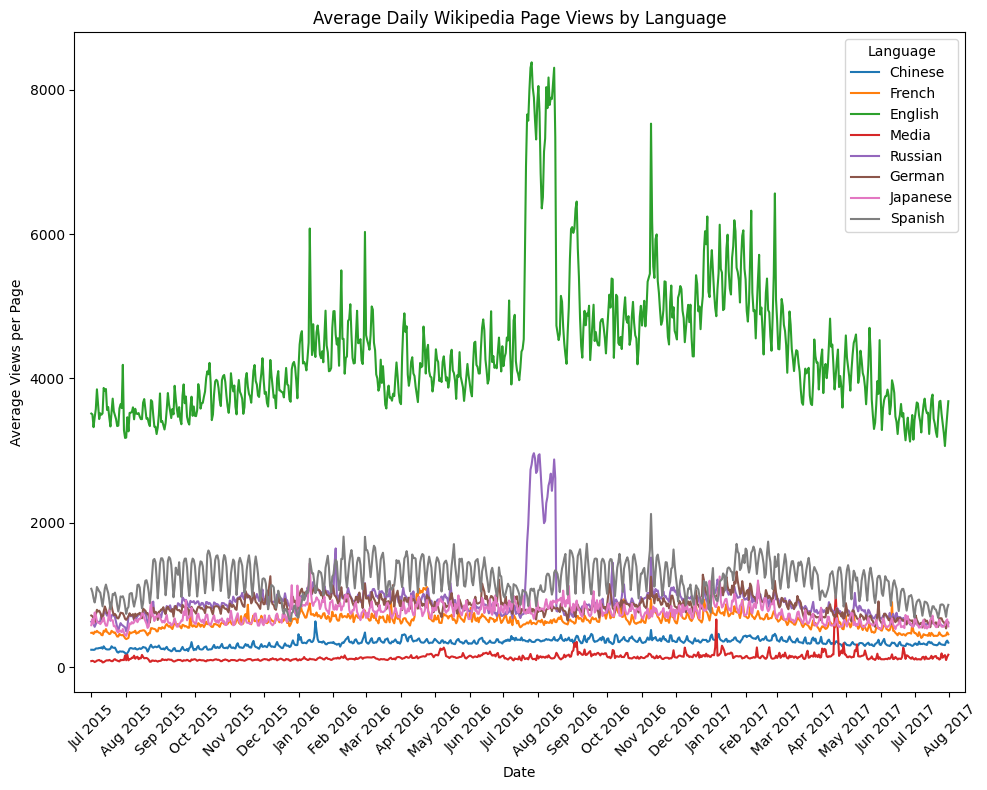 Average Daily Wikipedia Page Views by Language
Language
Chinese
French
English
Media
Russian
German
Japanese
Spanish
Average Views per Page
8000
6000
4000
2000
0
Jul 2015
Aug 2015
Sep 2015
Oct 2015
Nov 2015
Dec 2015
Jan 2016
Feb 2016
Mar 2016
Apr 2016
May 2016
Jun 2016
Jul 2016
Aug 2016
Sep 2016
Oct 2016
Nov 2016
Dec 2016
Jan 2017
Feb 2017
Mar 2017
Apr 2017
May 2017
Jun 2017
Jul 2017
Aug 2017
Date